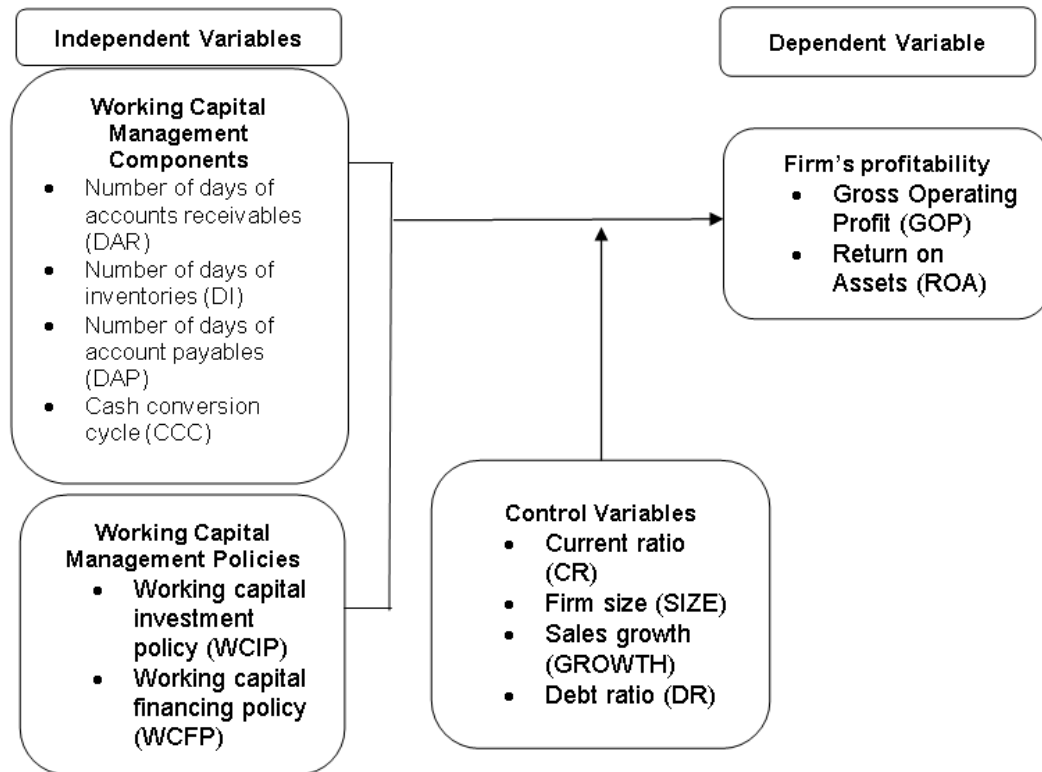 Independent Variables
Working Capital
Management
Components
• Number of days of
accounts receivables
(DAR)
• Number of days of
inventories (DI)
• Number of days of
account payables
(DAP)
• Cash conversion
cycle (CCC)
Working Capital
Management Policies
• Working capital
investment
policy (WCIP)
• Working capital
financing policy
(WCFP)
Control Variables
• Current ratio
(CR)
• Firm size (SIZE)
• Sales growth
(GROWTH)
• Debt ratio (DR)
Dependent Variable
Firm's profitability
• Gross Operating
Profit (GOP)
• Return on
Assets (ROA)